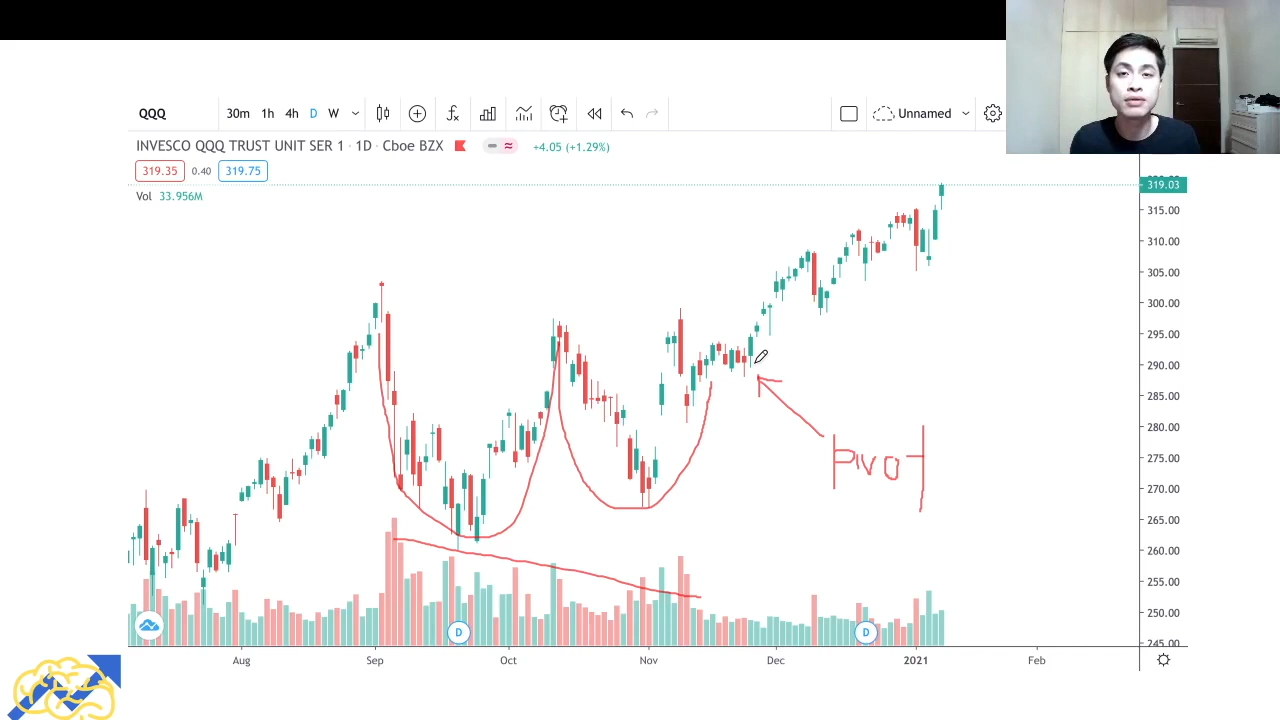 QQQ
30m 1h 4h D W
Unnamed
INVESCO QQQ TRUST UNIT SER 1 · 1D · Cboe BZX
+4.05 (+1.29%)
319.35 0.40 319.75
Vol 33.956M
319.03
315.00
310.00
305.00
300.00
295.00
290.00
285.00
280.00
275.00
270.00
265.00
260.00
255.00
250.00
245.00
PIVOT
D D
Aug Sep Oct Nov Dec 2021 Feb